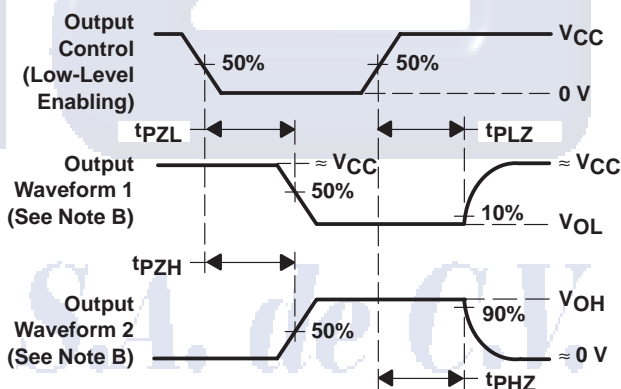 Output
Control
(Low-Level
Enabling)
50%
50%
VCC
0 V
tPZL
tPLZ
Output
Waveform 1
(See Note B)
≈ VCC
50%
≈ VCC
10%
VOL
tPZH
Output
Waveform 2
(See Note B)
50%
VOH
90%
≈ 0 V
tPHZ
S.A. de C.V.